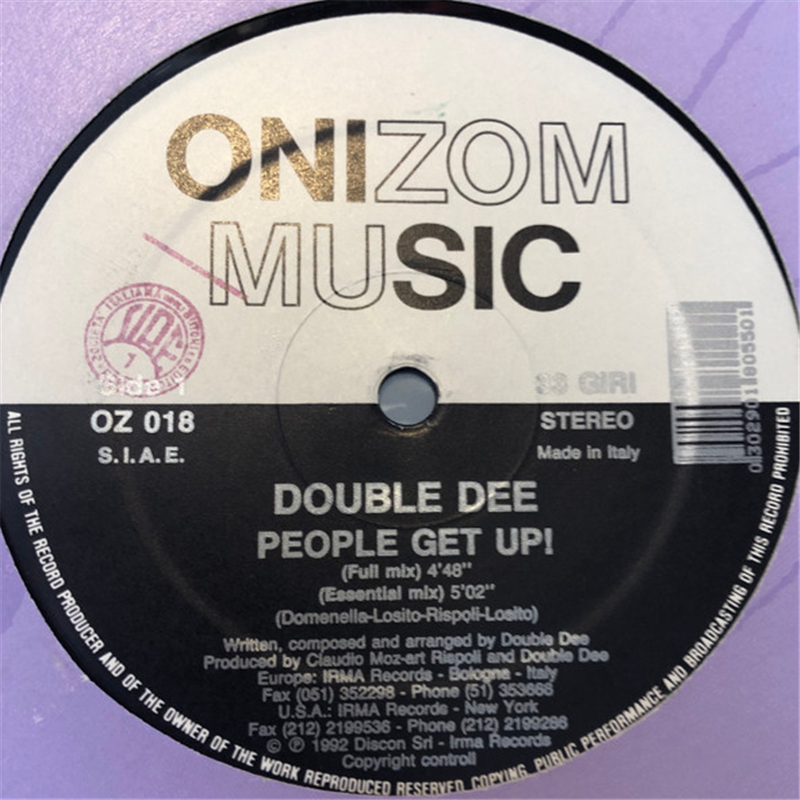 ONIZOM
MUSIC
Side 1
33 GIRI
OZ 018
STEREO
S.I.A.E.
Made in Italy
DOUBLE DEE
PEOPLE GET UP!
(Full mix) 4'48"
(Essential mix) 5'02"
(Domenella-Losito-Rispoli-Losito)
Written, composed and arranged by Double Dee
Produced by Claudio Moz-art Rispoli and Double Dee
Europe: IRMA Records - Bologna - Italy
Fax (051) 352298 - Phone (51) 353666
U.S.A.: IRMA Records - New York
Fax (212) 2199536 - Phone (212) 2199286
© ℗ 1992 Discon Srl - Irma Records
Copyright controll
ALL RIGHTS OF THE RECORD PRODUCER AND OF THE OWNER OF THE WORK REPRODUCED RESERVED. COPYING, PUBLIC PERFORMANCE AND BROADCASTING OF THIS RECORD PROHIBITED
0302901805501
SOCIETA' ITALIANA
SIAE
1